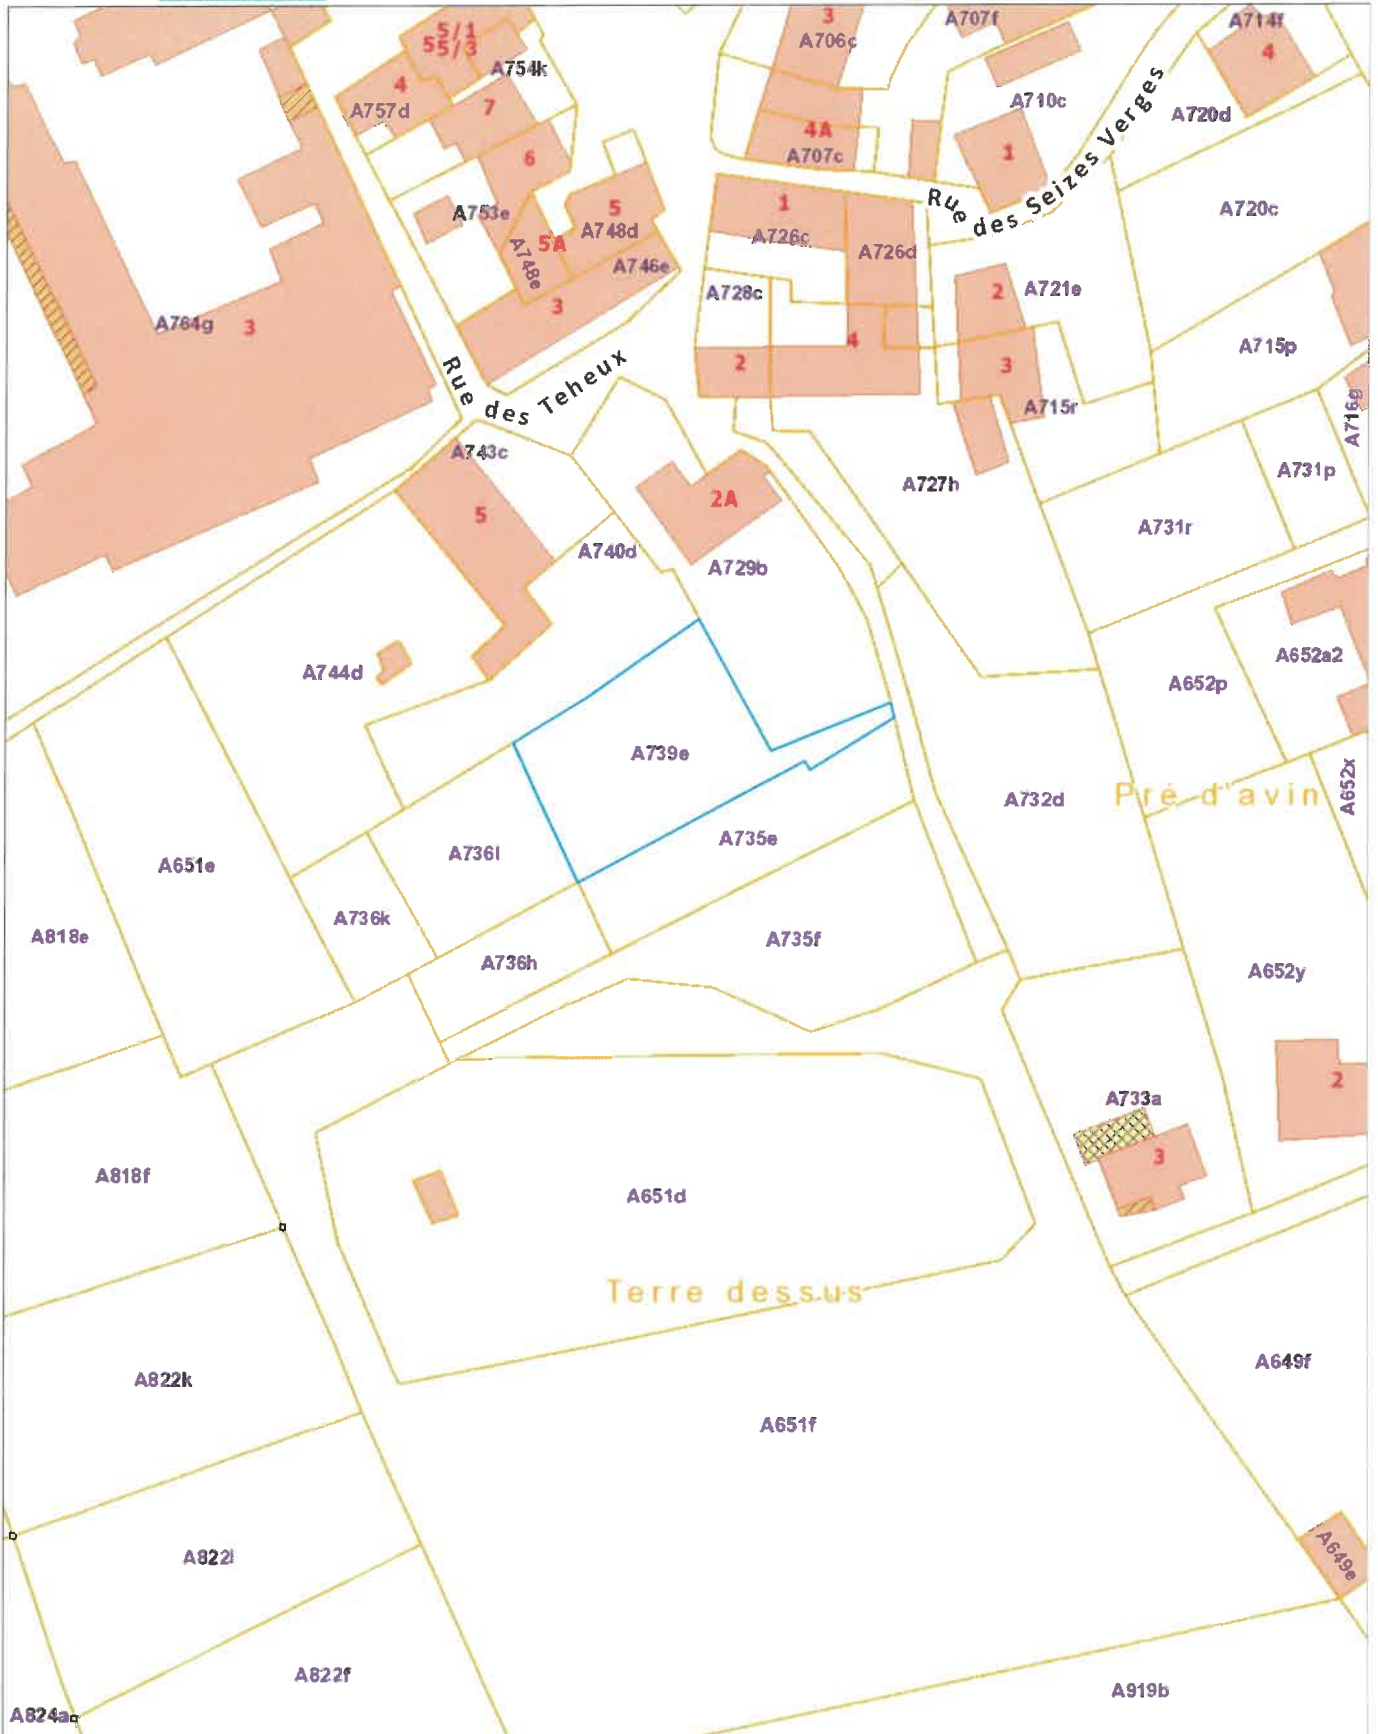 5/1
5 5/3
A754k
4
A757d
7
6
A753e
5
A748d
5A
A748e
A746e
3
A764g
3
Rue des Teheux
3
A706c
A707f
4A
A707c
A710c
1
Rue des Seizes Verges
A714f
4
A720d
A720c
1
A726c
A726d
A728c
2
4
2
A721e
3
A715r
A715p
A716g
A731p
A731r
A743c
5
2A
A740d
A729b
A727h
A744d
A652a2
A652p
A739e
A732d
Pré d'avin
A652x
A651e
A736l
A735e
A736k
A818e
A736h
A735f
A652y
2
A733a
3
A818f
A651d
Terre dessus
A822k
A649f
A651f
A822l
A649e
A822f
A919b
A824a